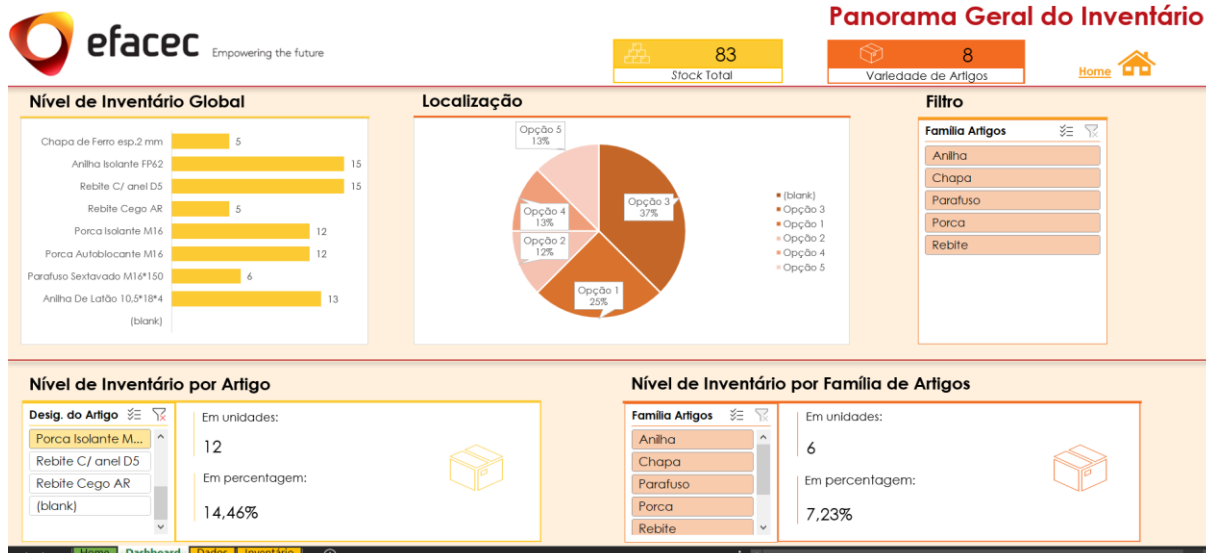 efacec Empowering the future
Panorama Geral do Inventário
83
Stock Total
8
Variedade de Artigos
Home
Nível de Inventário Global
Chapa de Ferro esp.2 mm 5
Anilha Isolante FP62 15
Rebite C/ anel D5 15
Rebite Cego AR 5
Porca Isolante M16 12
Porca Autoblocante M16 12
Parafuso Sextavado M16*150 6
Anilha De Latão 10,5*18*4 13
(blank)
Localização
Opção 5
13%
Opção 4
13%
Opção 2
12%
Opção 3
37%
Opção 1
25%
(blank)
Opção 3
Opção 1
Opção 2
Opção 4
Opção 5
Filtro
Família Artigos
Anilha
Chapa
Parafuso
Porca
Rebite
Nível de Inventário por Artigo
Desig. do Artigo
Porca Isolante M...
Rebite C/ anel D5
Rebite Cego AR
(blank)
Em unidades:
12
Em percentagem:
14,46%
Nível de Inventário por Família de Artigos
Família Artigos
Anilha
Chapa
Parafuso
Porca
Rebite
Em unidades:
6
Em percentagem:
7,23%
Home Dashboard Dados Inventário